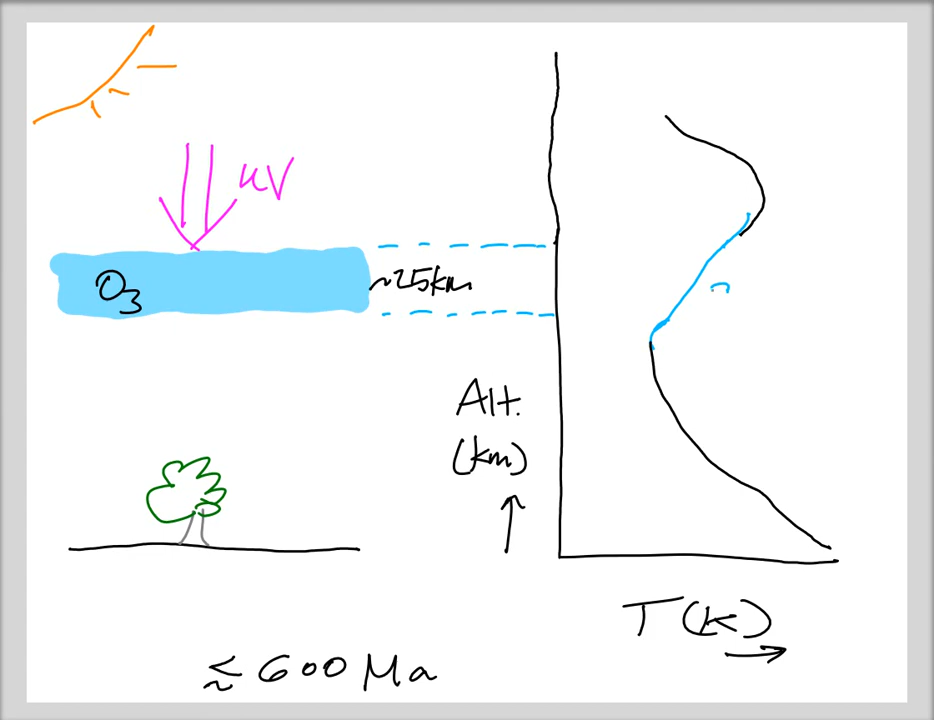 UV
O3
~25km
Alt.
(km)
↑
T(K)
→
≲ 600 Ma